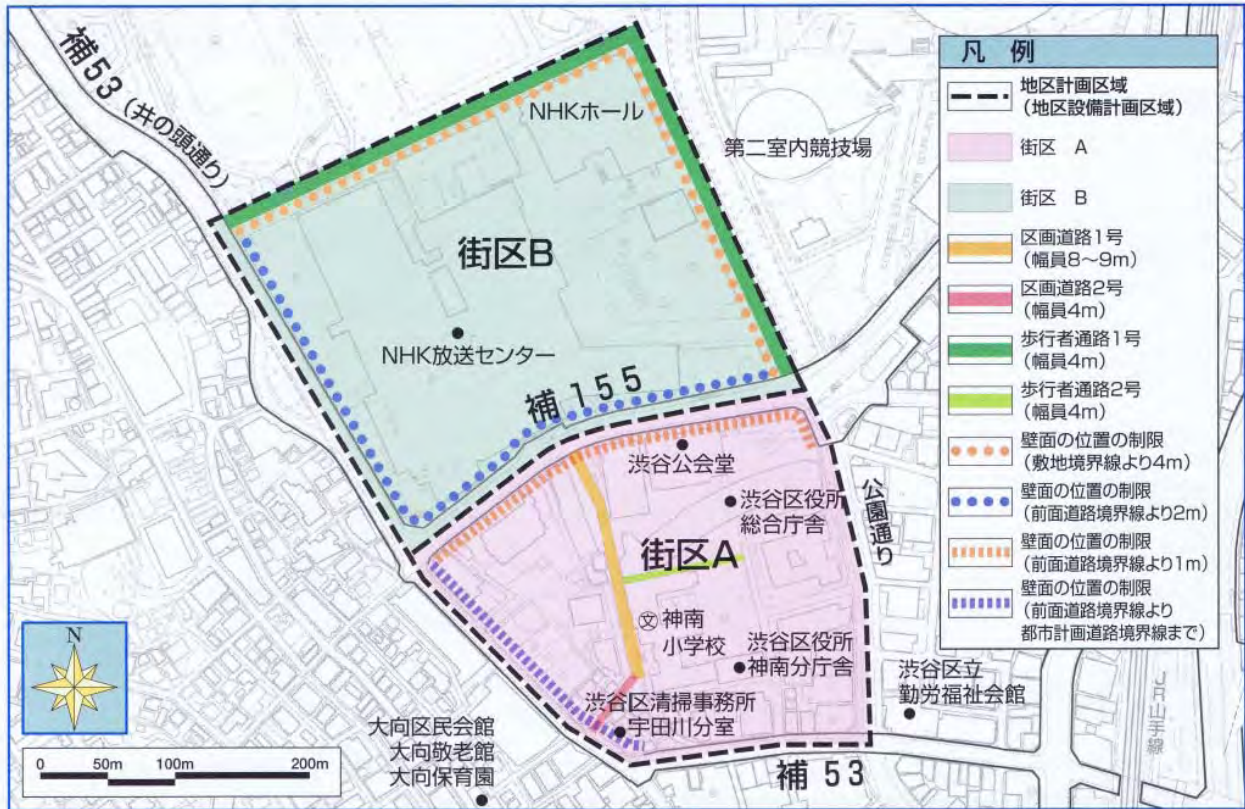 補53 (井の頭通り)
NHKホール
第二室内競技場
街区B
NHK放送センター
補155
渋谷公会堂
渋谷区役所
総合庁舎
公園通り
街区A
文
神南
小学校
渋谷区役所
神南分庁舎
渋谷区清掃事務所
宇田川分室
渋谷区立
勤労福祉会館
大向区民会館
大向敬老館
大向保育園
補53
JR山手線
N
0 50m 100m 200m
凡 例
地区計画区域
(地区設備計画区域)
街区 A
街区 B
区画道路1号
(幅員8〜9m)
区画道路2号
(幅員4m)
歩行者通路1号
(幅員4m)
歩行者通路2号
(幅員4m)
壁面の位置の制限
(敷地境界線より4m)
壁面の位置の制限
(前面道路境界線より2m)
壁面の位置の制限
(前面道路境界線より1m)
壁面の位置の制限
(前面道路境界線より
都市計画道路境界線まで)